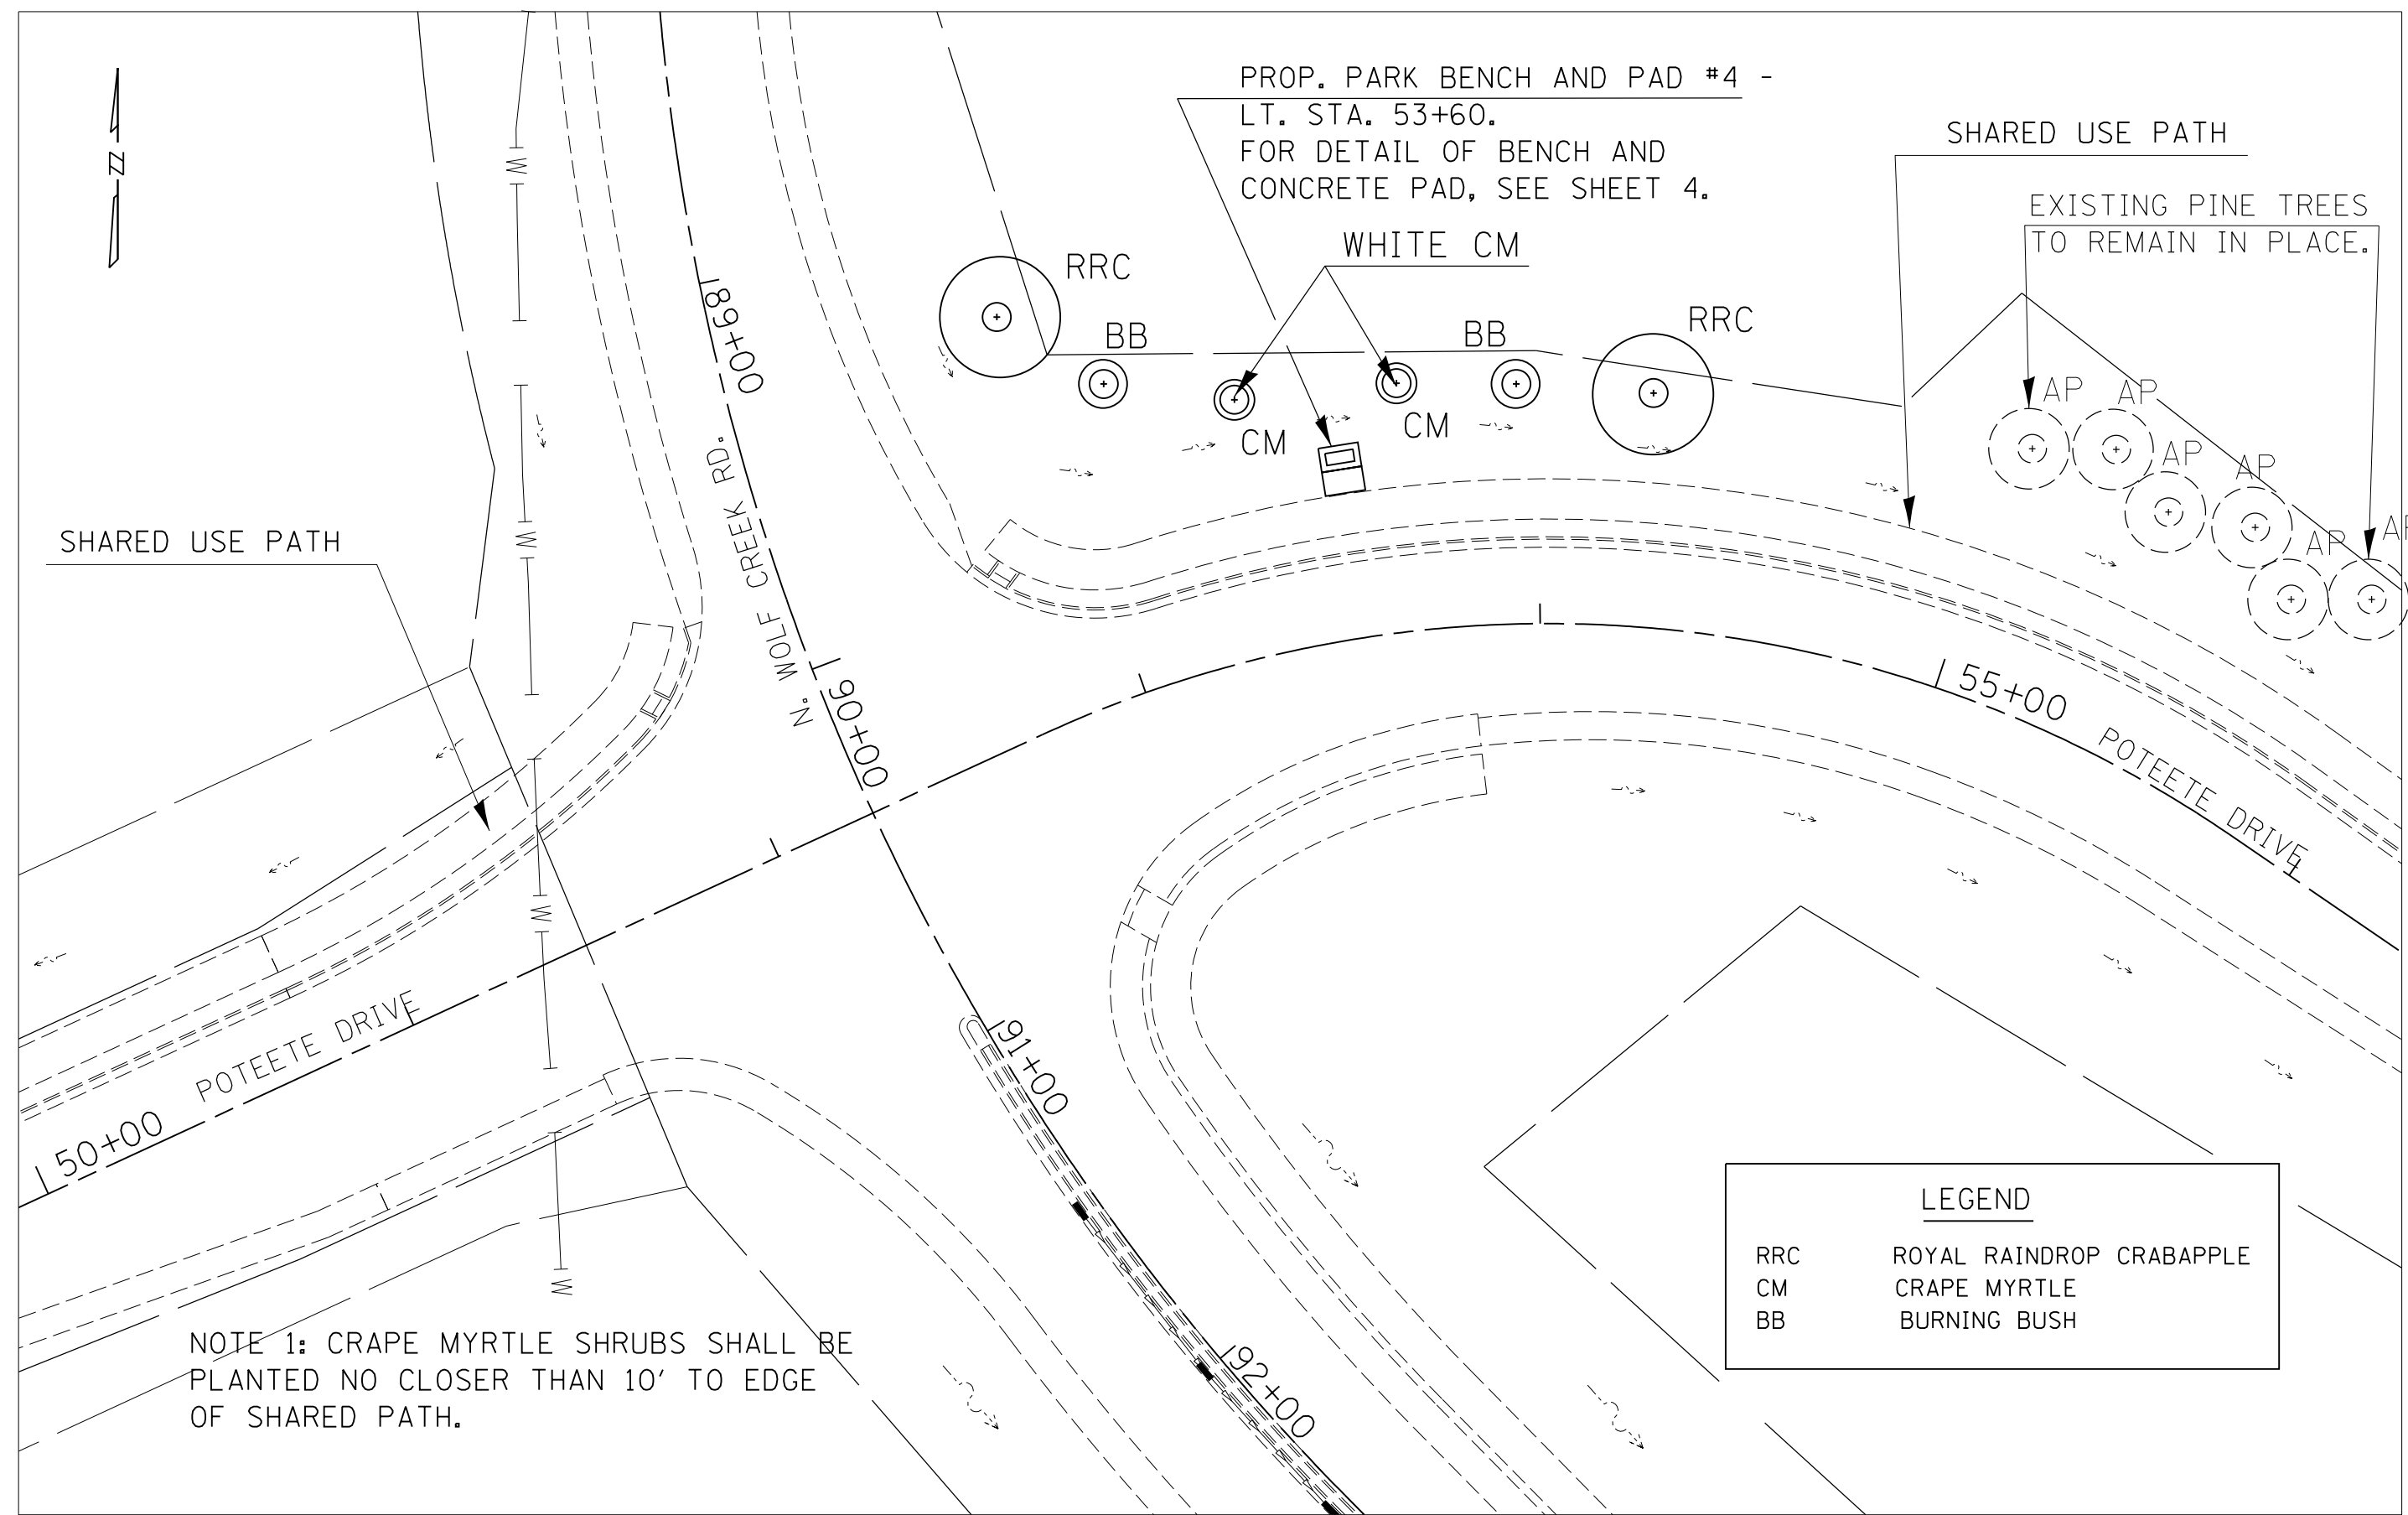 PROP. PARK BENCH AND PAD #4 -
LT. STA. 53+60.
FOR DETAIL OF BENCH AND
CONCRETE PAD, SEE SHEET 4.
SHARED USE PATH
EXISTING PINE TREES
TO REMAIN IN PLACE.
N
W
WHITE CM
RRC
BB
BB
RRC
CM
CM
AP
AP
AP
AP
AP
AP
89+00
N. WOLF CREEK RD.
90+00
SHARED USE PATH
W
W
55+00
POTEETE DRIVE
POTEETE DRIVE
50+00
91+00
92+00
W
LEGEND
RRC ROYAL RAINDROP CRABAPPLE
CM CRAPE MYRTLE
BB BURNING BUSH
NOTE 1: CRAPE MYRTLE SHRUBS SHALL BE
PLANTED NO CLOSER THAN 10' TO EDGE
OF SHARED PATH.